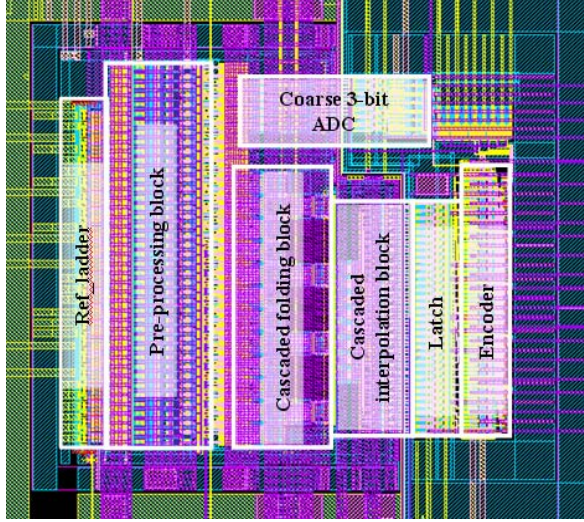 Coarse 3-bit
ADC
Ref_ladder
Pre-processing block
Cascaded folding block
Cascaded
interpolation block
Latch
Encoder